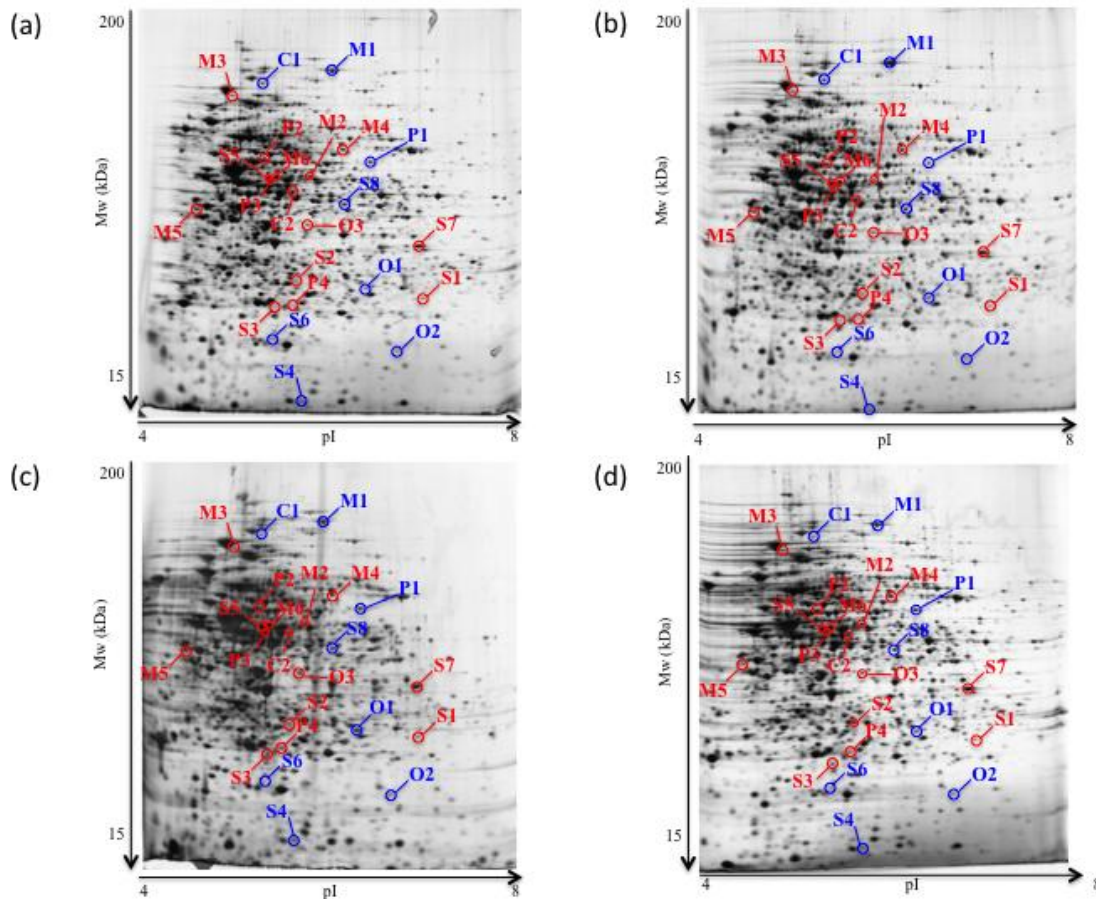 (a)
200
M1
C1
M3
M2
P2
M4
P1
S5
M6
S8
Mw (kDa)
P3
C2
O3
M5
S7
S2
O1
P4
S1
S3
S6
O2
15
S4
4
pI
8
(b)
200
M1
C1
M3
M2
M4
P2
P1
S5
M6
S8
Mw (kDa)
P3
C2
O3
M5
S7
S2
O1
P4
S1
S3
S6
O2
15
S4
4
pI
8
(c)
200
M1
C1
M3
M2
M4
P2
P1
S5
M6
S8
Mw (kDa)
P3
C2
O3
M5
S7
S2
O1
P4
S1
S3
S6
O2
15
S4
4
pI
8
(d)
200
M1
C1
M3
M2
M4
P2
P1
S5
M6
S8
Mw (kDa)
P3
C2
O3
M5
S7
S2
O1
P4
S1
S3
S6
O2
15
S4
4
pI
8